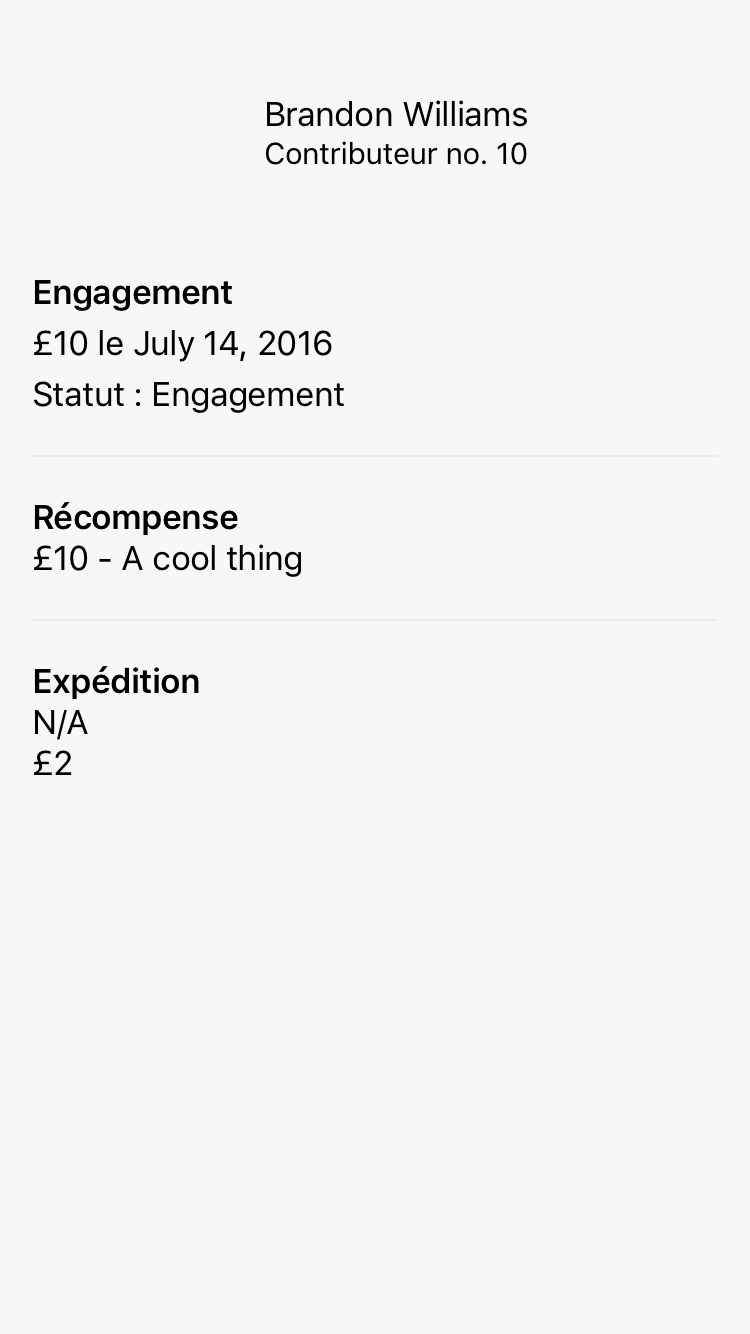 Brandon Williams
Contributeur no. 10
Engagement
£10 le July 14, 2016
Statut : Engagement
Récompense
£10 - A cool thing
Expédition
N/A
£2